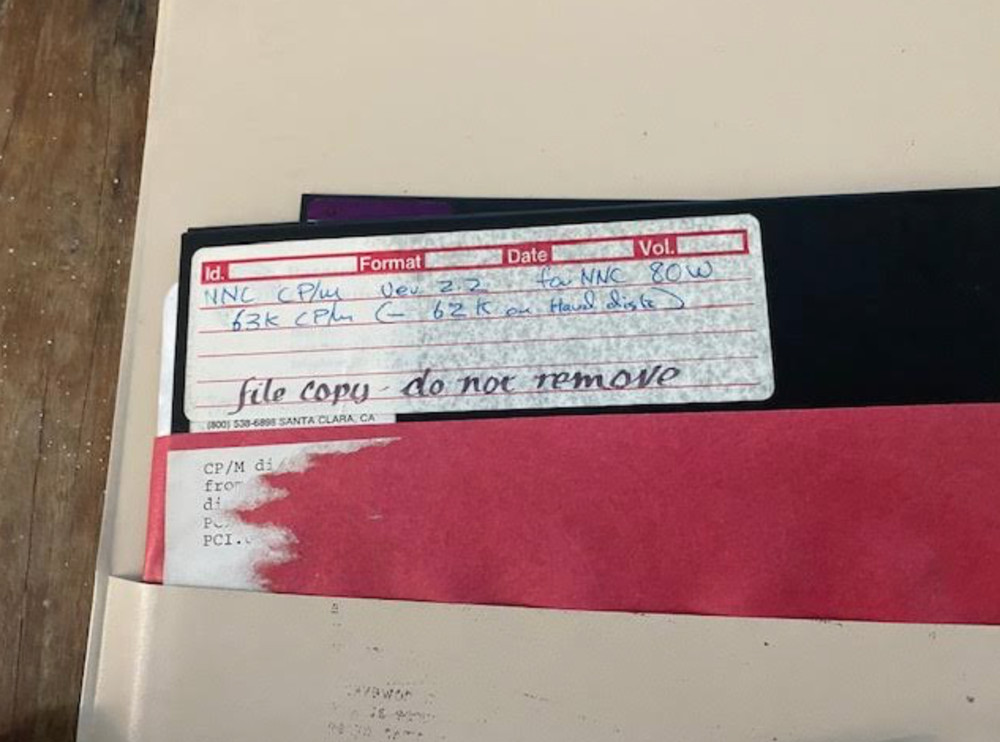 Id. Format Date Vol.
NNC CP/M Ver 2.2 for NNC 80W
63K CP/M (- 62K on Hard disk)
file copy - do not remove
(800) 538-6898 SANTA CLARA, CA
CP/M
from
PCI.